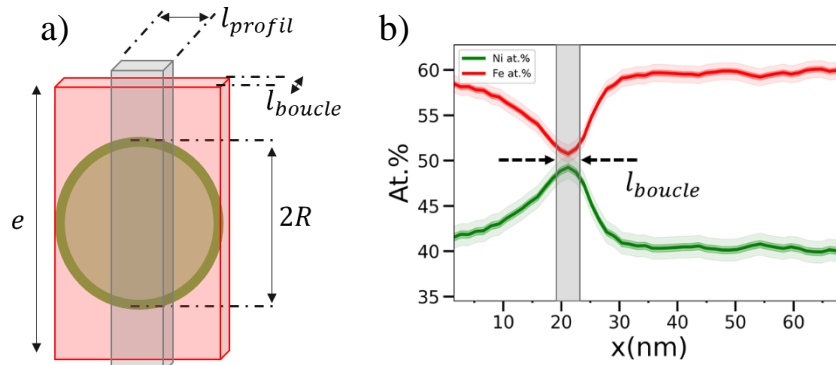 a)
l_profil
l_boucle
e
2R
b)
Ni at.%
Fe at.%
At.%
60
55
50
45
40
35
l_boucle
10 20 30 40 50 60
x(nm)